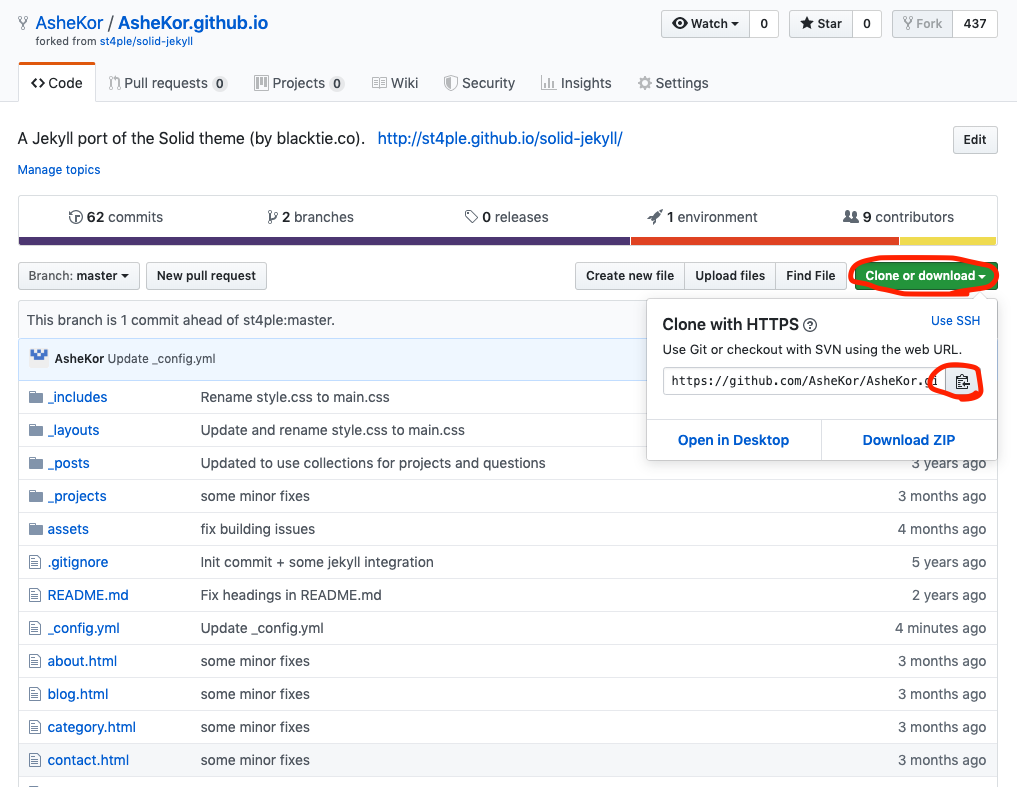 AsheKor / AsheKor.github.io
forked from st4ple/solid-jekyll
Watch 0 Star 0 Fork 437
Code Pull requests 0 Projects 0 Wiki Security Insights Settings
A Jekyll port of the Solid theme (by blacktie.co). http://st4ple.github.io/solid-jekyll/ Edit
Manage topics
62 commits 2 branches 0 releases 1 environment 9 contributors
Branch: master New pull request Create new file Upload files Find File Clone or download
This branch is 1 commit ahead of st4ple:master.
Clone with HTTPS ? Use SSH
Use Git or checkout with SVN using the web URL.
https://github.com/AsheKor/AsheKor.gi
Open in Desktop Download ZIP
AsheKor Update _config.yml
_includes Rename style.css to main.css
_layouts Update and rename style.css to main.css
_posts Updated to use collections for projects and questions 3 years ago
_projects some minor fixes 3 months ago
assets fix building issues 4 months ago
.gitignore Init commit + some jekyll integration 5 years ago
README.md Fix headings in README.md 2 years ago
_config.yml Update _config.yml 4 minutes ago
about.html some minor fixes 3 months ago
blog.html some minor fixes 3 months ago
category.html some minor fixes 3 months ago
contact.html some minor fixes 3 months ago